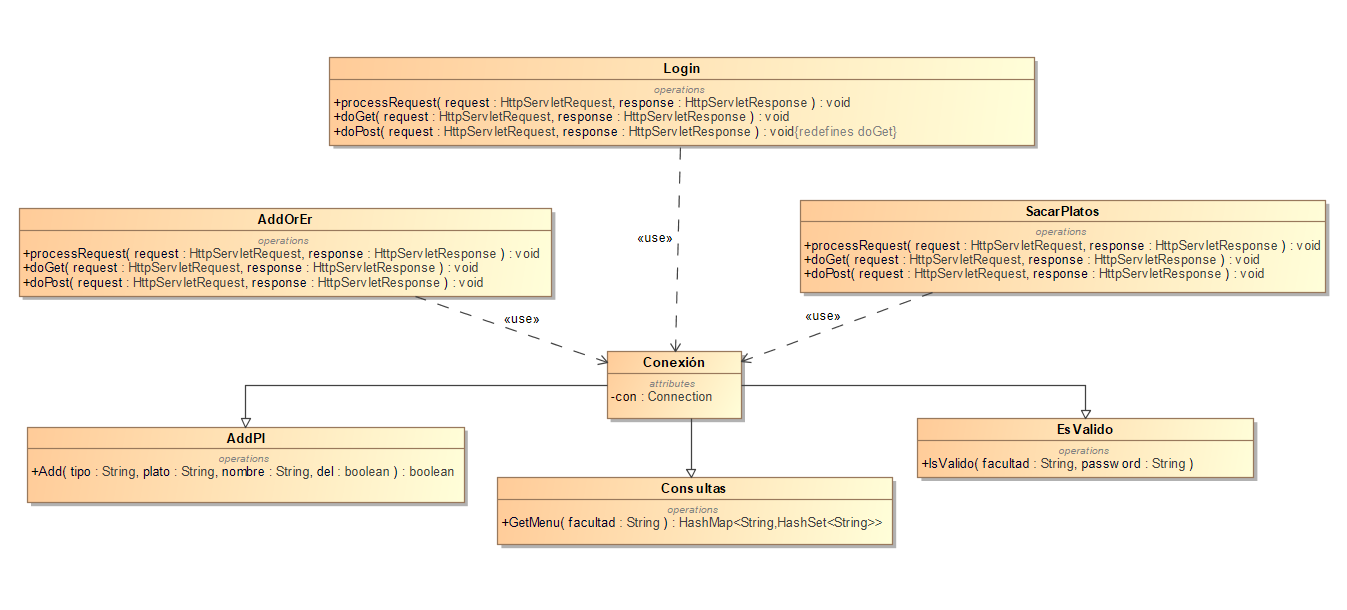 Login
operations
+processRequest( request : HttpServletRequest, response : HttpServletResponse ) : void
+doGet( request : HttpServletRequest, response : HttpServletResponse ) : void
+doPost( request : HttpServletRequest, response : HttpServletResponse ) : void{redefines doGet}
AddOrEr
operations
+processRequest( request : HttpServletRequest, response : HttpServletResponse ) : void
+doGet( request : HttpServletRequest, response : HttpServletResponse ) : void
+doPost( request : HttpServletRequest, response : HttpServletResponse ) : void
«use»
SacarPlatos
operations
+processRequest( request : HttpServletRequest, response : HttpServletResponse ) : void
+doGet( request : HttpServletRequest, response : HttpServletResponse ) : void
+doPost( request : HttpServletRequest, response : HttpServletResponse ) : void
«use»
«use»
Conexión
attributes
-con : Connection
AddPl
operations
+Add( tipo : String, plato : String, nombre : String, del : boolean ) : boolean
Consultas
operations
+GetMenu( facultad : String ) : HashMap<String,HashSet<String>>
EsValido
operations
+IsValido( facultad : String, password : String )